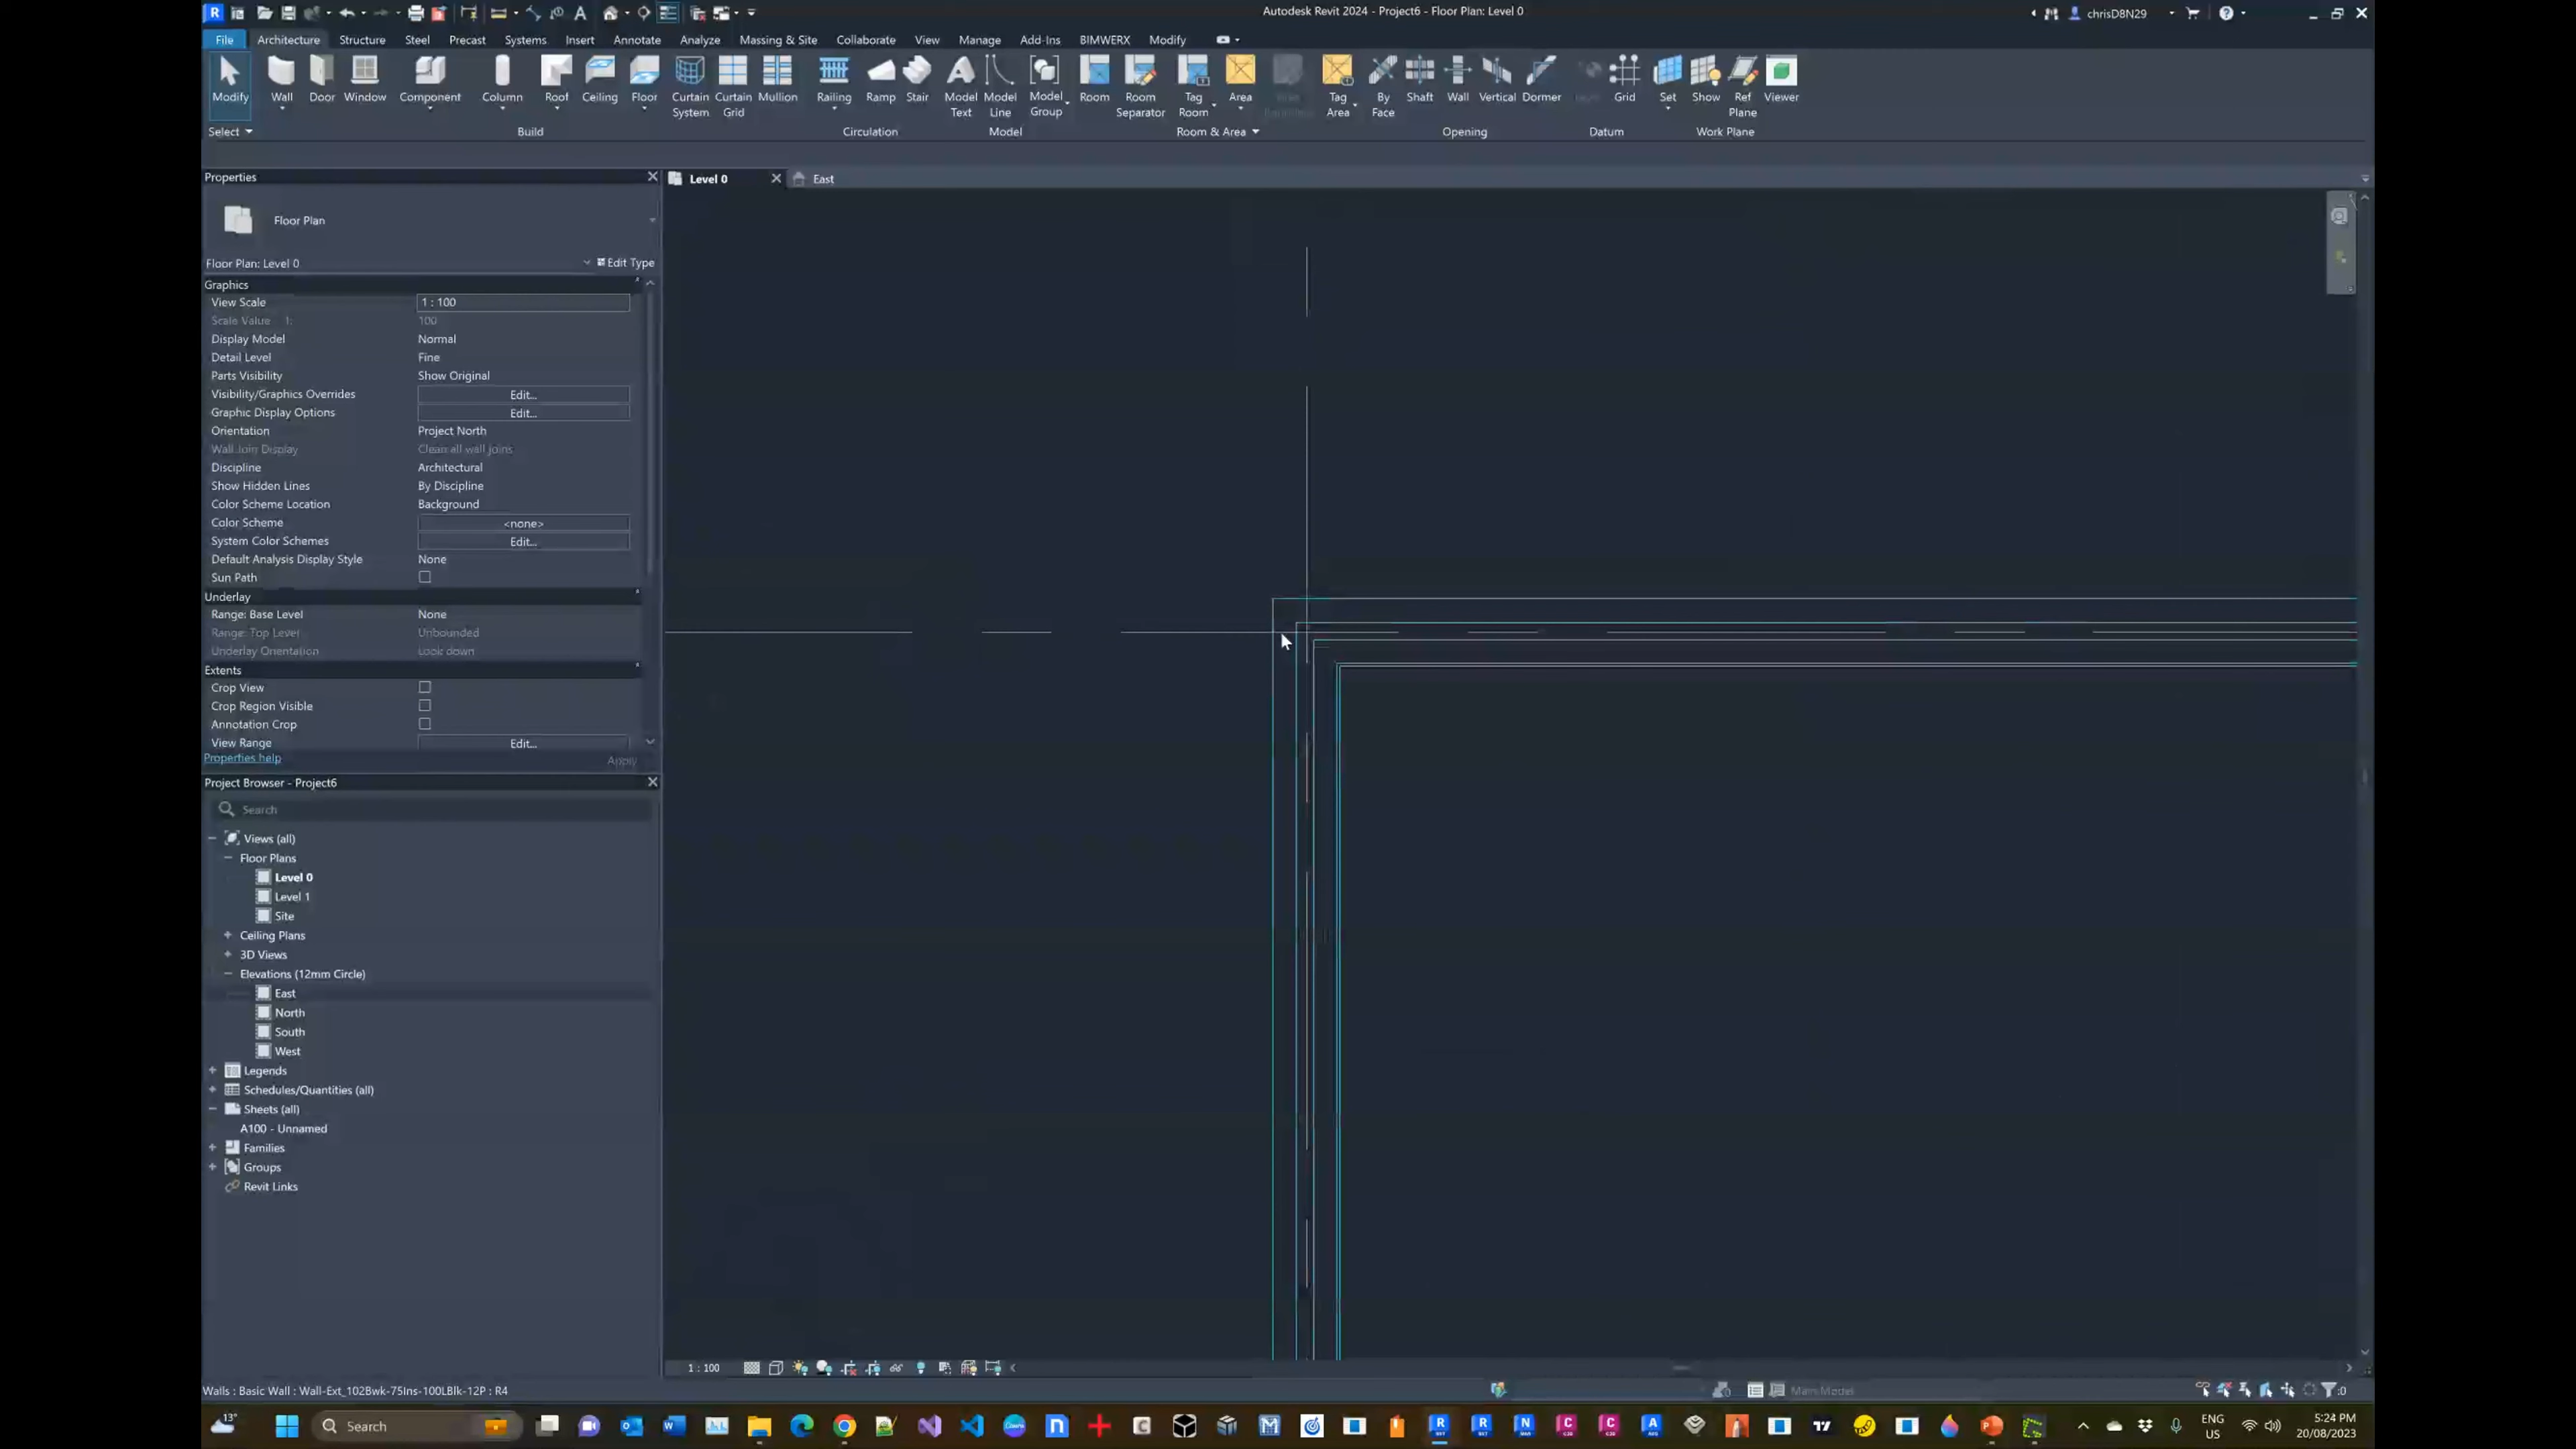 Autodesk Revit 2024 - Project6 - Floor Plan: Level 0
chrisD8N29
File Architecture Structure Steel Precast Systems Insert Annotate Analyze Massing & Site Collaborate View Manage Add-Ins BIMWERX Modify
Modify Wall Door Window Component Column Roof Ceiling Floor Curtain System Curtain Grid Mullion Railing Ramp Stair Model Text Model Line Model Group Room Room Separator Tag Room Area Tag Area By Face Shaft Wall Vertical Dormer Grid Set Show Ref Plane Viewer
Select Build Circulation Model Room & Area Opening Datum Work Plane
Properties
Level 0 East
Floor Plan
Floor Plan: Level 0 Edit Type
Graphics
View Scale 1 : 100
Scale Value 1: 100
Display Model Normal
Detail Level Fine
Parts Visibility Show Original
Visibility/Graphics Overrides Edit...
Graphic Display Options Edit...
Orientation Project North
Wall Join Display Clean all wall joins
Discipline Architectural
Show Hidden Lines By Discipline
Color Scheme Location Background
Color Scheme <none>
System Color Schemes Edit...
Default Analysis Display Style None
Sun Path
Underlay
Range: Base Level None
Range: Top Level Unbounded
Underlay Orientation Look down
Extents
Crop View
Crop Region Visible
Annotation Crop
View Range Edit...
Properties help Apply
Project Browser - Project6
Search
Views (all)
Floor Plans
Level 0
Level 1
Site
Ceiling Plans
3D Views
Elevations (12mm Circle)
East
North
South
West
Legends
Schedules/Quantities (all)
Sheets (all)
A100 - Unnamed
Families
Groups
Revit Links
1 : 100
Walls : Basic Wall : Wall-Ext_102Bwk-75Ins-100LBlk-12P : R4
Main Model
:0
13°
Search
ENG
US
5:24 PM
20/08/2023